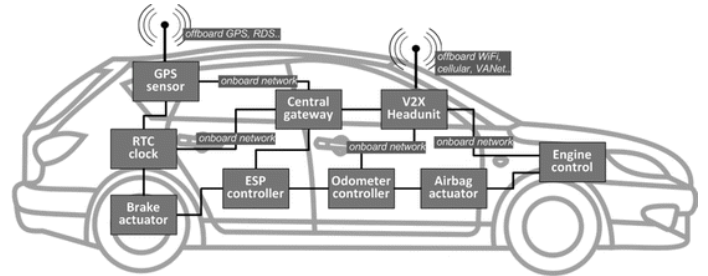 offboard GPS, RDS..
offboard WiFi,
cellular, VANet..
GPS
sensor
onboard network
Central
gateway
V2X
Headunit
RTC
clock
onboard network
onboard network
onboard network
Engine
control
ESP
controller
Odometer
controller
Airbag
actuator
Brake
actuator